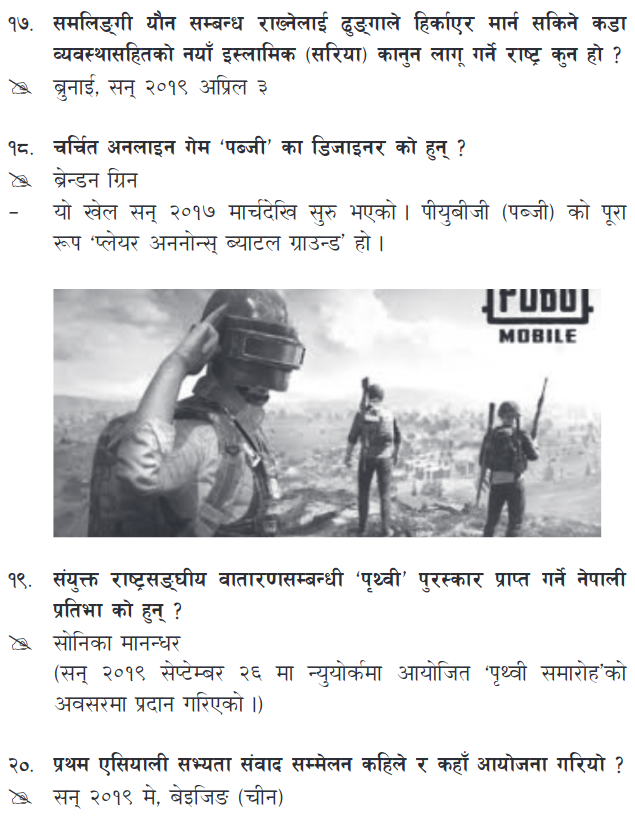 १७. समलिङ्गी यौन सम्बन्ध राख्नेलाई ढुङ्गाले हिर्काएर मार्न सकिने कडा
व्यवस्थासहितको नयाँ इस्लामिक (सरिया) कानुन लागू गर्ने राष्ट्र कुन हो ?
ब्रुनाई, सन् २०१९ अप्रिल ३
१८. चर्चित अनलाइन गेम ‘पब्जी’ का डिजाइनर को हुन् ?
ब्रेन्डन ग्रिन
– यो खेल सन् २०१७ मार्चदेखि सुरु भएको । पीयुबीजी (पब्जी) को पूरा
रूप ‘प्लेयर अननोन्स् ब्याटल ग्राउन्ड’ हो ।
PUBG
MOBILE
१९. संयुक्त राष्ट्रसङ्घीय वातारणसम्बन्धी ‘पृथ्वी’ पुरस्कार प्राप्त गर्ने नेपाली
प्रतिभा को हुन् ?
सोनिका मानन्धर
(सन् २०१९ सेप्टेम्बर २६ मा न्युयोर्कमा आयोजित ‘पृथ्वी समारोह’को
अवसरमा प्रदान गरिएको ।)
२०. प्रथम एसियाली सभ्यता संवाद सम्मेलन कहिले र कहाँ आयोजना गरियो ?
सन् २०१९ मे, बेइजिङ (चीन)